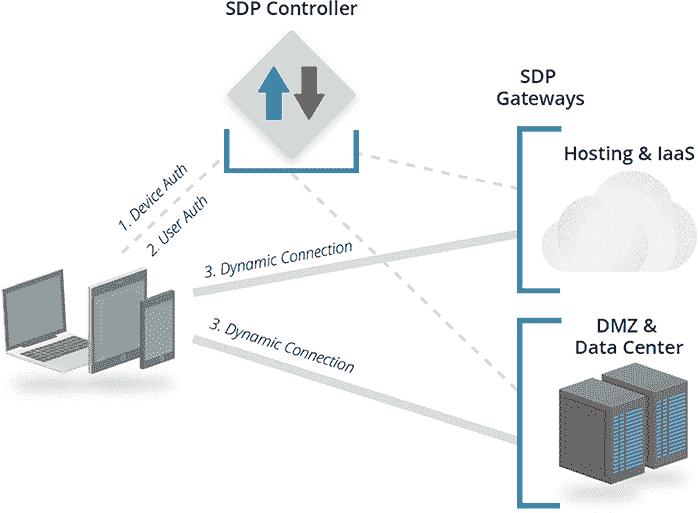 SDP Controller
SDP
Gateways
Hosting & IaaS
1. Device Auth
2. User Auth
3. Dynamic Connection
3. Dynamic Connection
DMZ &
Data Center